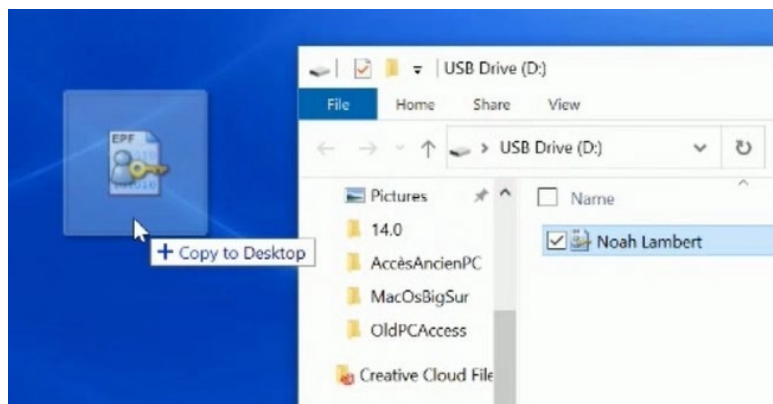 USB Drive (D:)
File Home Share View
USB Drive (D:)
EPF
Pictures
Name
14.0
Noah Lambert
+ Copy to Desktop
AccèsAncienPC
MacOsBigSur
OldPCAccess
Creative Cloud File